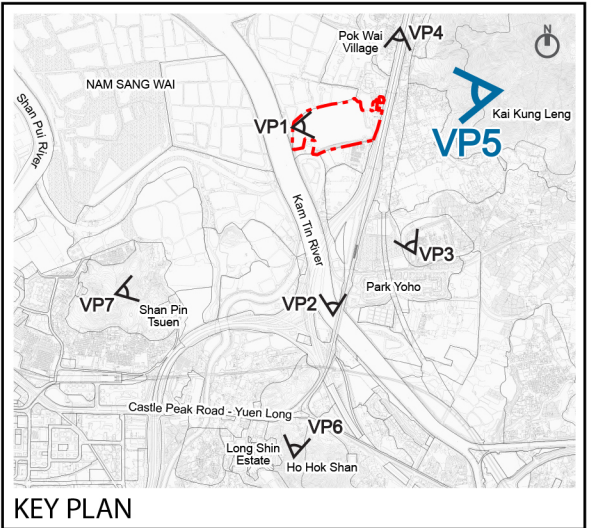 Pok Wai
Village
VP4
N
NAM SANG WAI
Kai Kung Leng
VP5
Shan Pui River
VP1
Kam Tin River
VP3
Park Yoho
VP7
Shan Pin
Tsuen
VP2
Castle Peak Road - Yuen Long
VP6
Long Shin
Estate
Ho Hok Shan
KEY PLAN